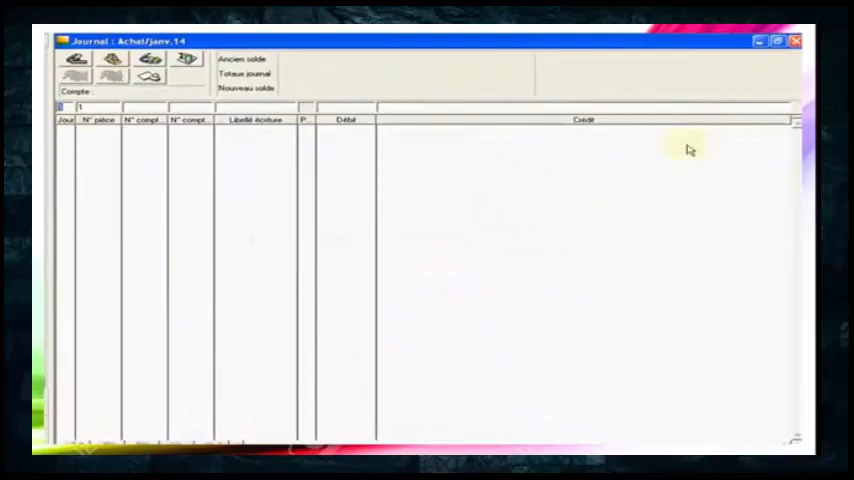 Journal : Achat/janv.14
Ancien solde
Totaux journal
Nouveau solde
Compte :
1
Jour N° pièce N° compt... N° compt... Libellé écriture P... Débit Crédit